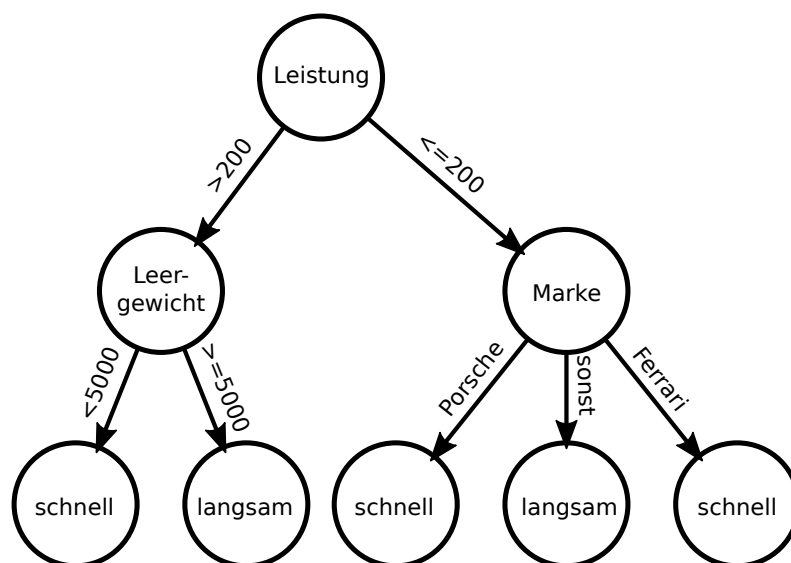 Leistung
>200
<=200
Leer-
gewicht
Marke
<5000
>=5000
Porsche
sonst
Ferrari
schnell
langsam
schnell
langsam
schnell